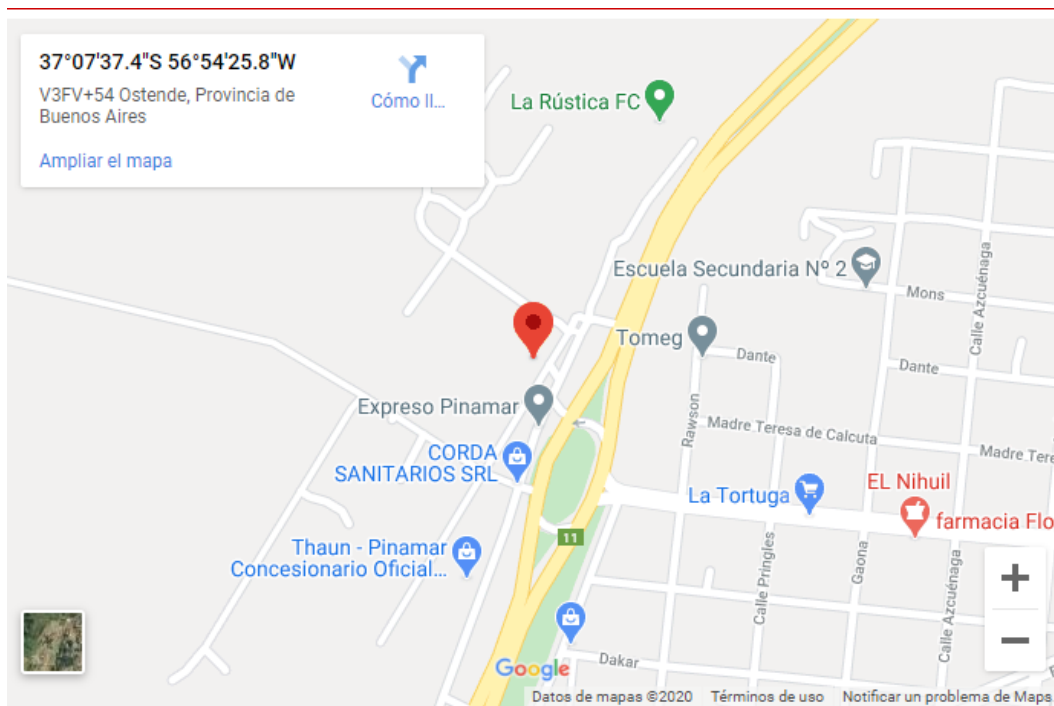 37°07'37.4"S 56°54'25.8"W
V3FV+54 Ostende, Provincia de
Buenos Aires
Cómo ll...
Ampliar el mapa
La Rústica FC
Escuela Secundaria Nº 2
Mons
Calle Azcuénaga
Tomeg
Dante
Dante
Expreso Pinamar
Rawson
Madre Teresa de Calcuta
Madre Tere
CORDA
SANITARIOS SRL
EL Nihuil
La Tortuga
farmacia Flo
11
Thaun - Pinamar
Concesionario Oficial...
Calle Pringles
Gaona
Calle Azcuénaga
+
−
Google
Dakar
Datos de mapas ©2020 Términos de uso Notificar un problema de Maps